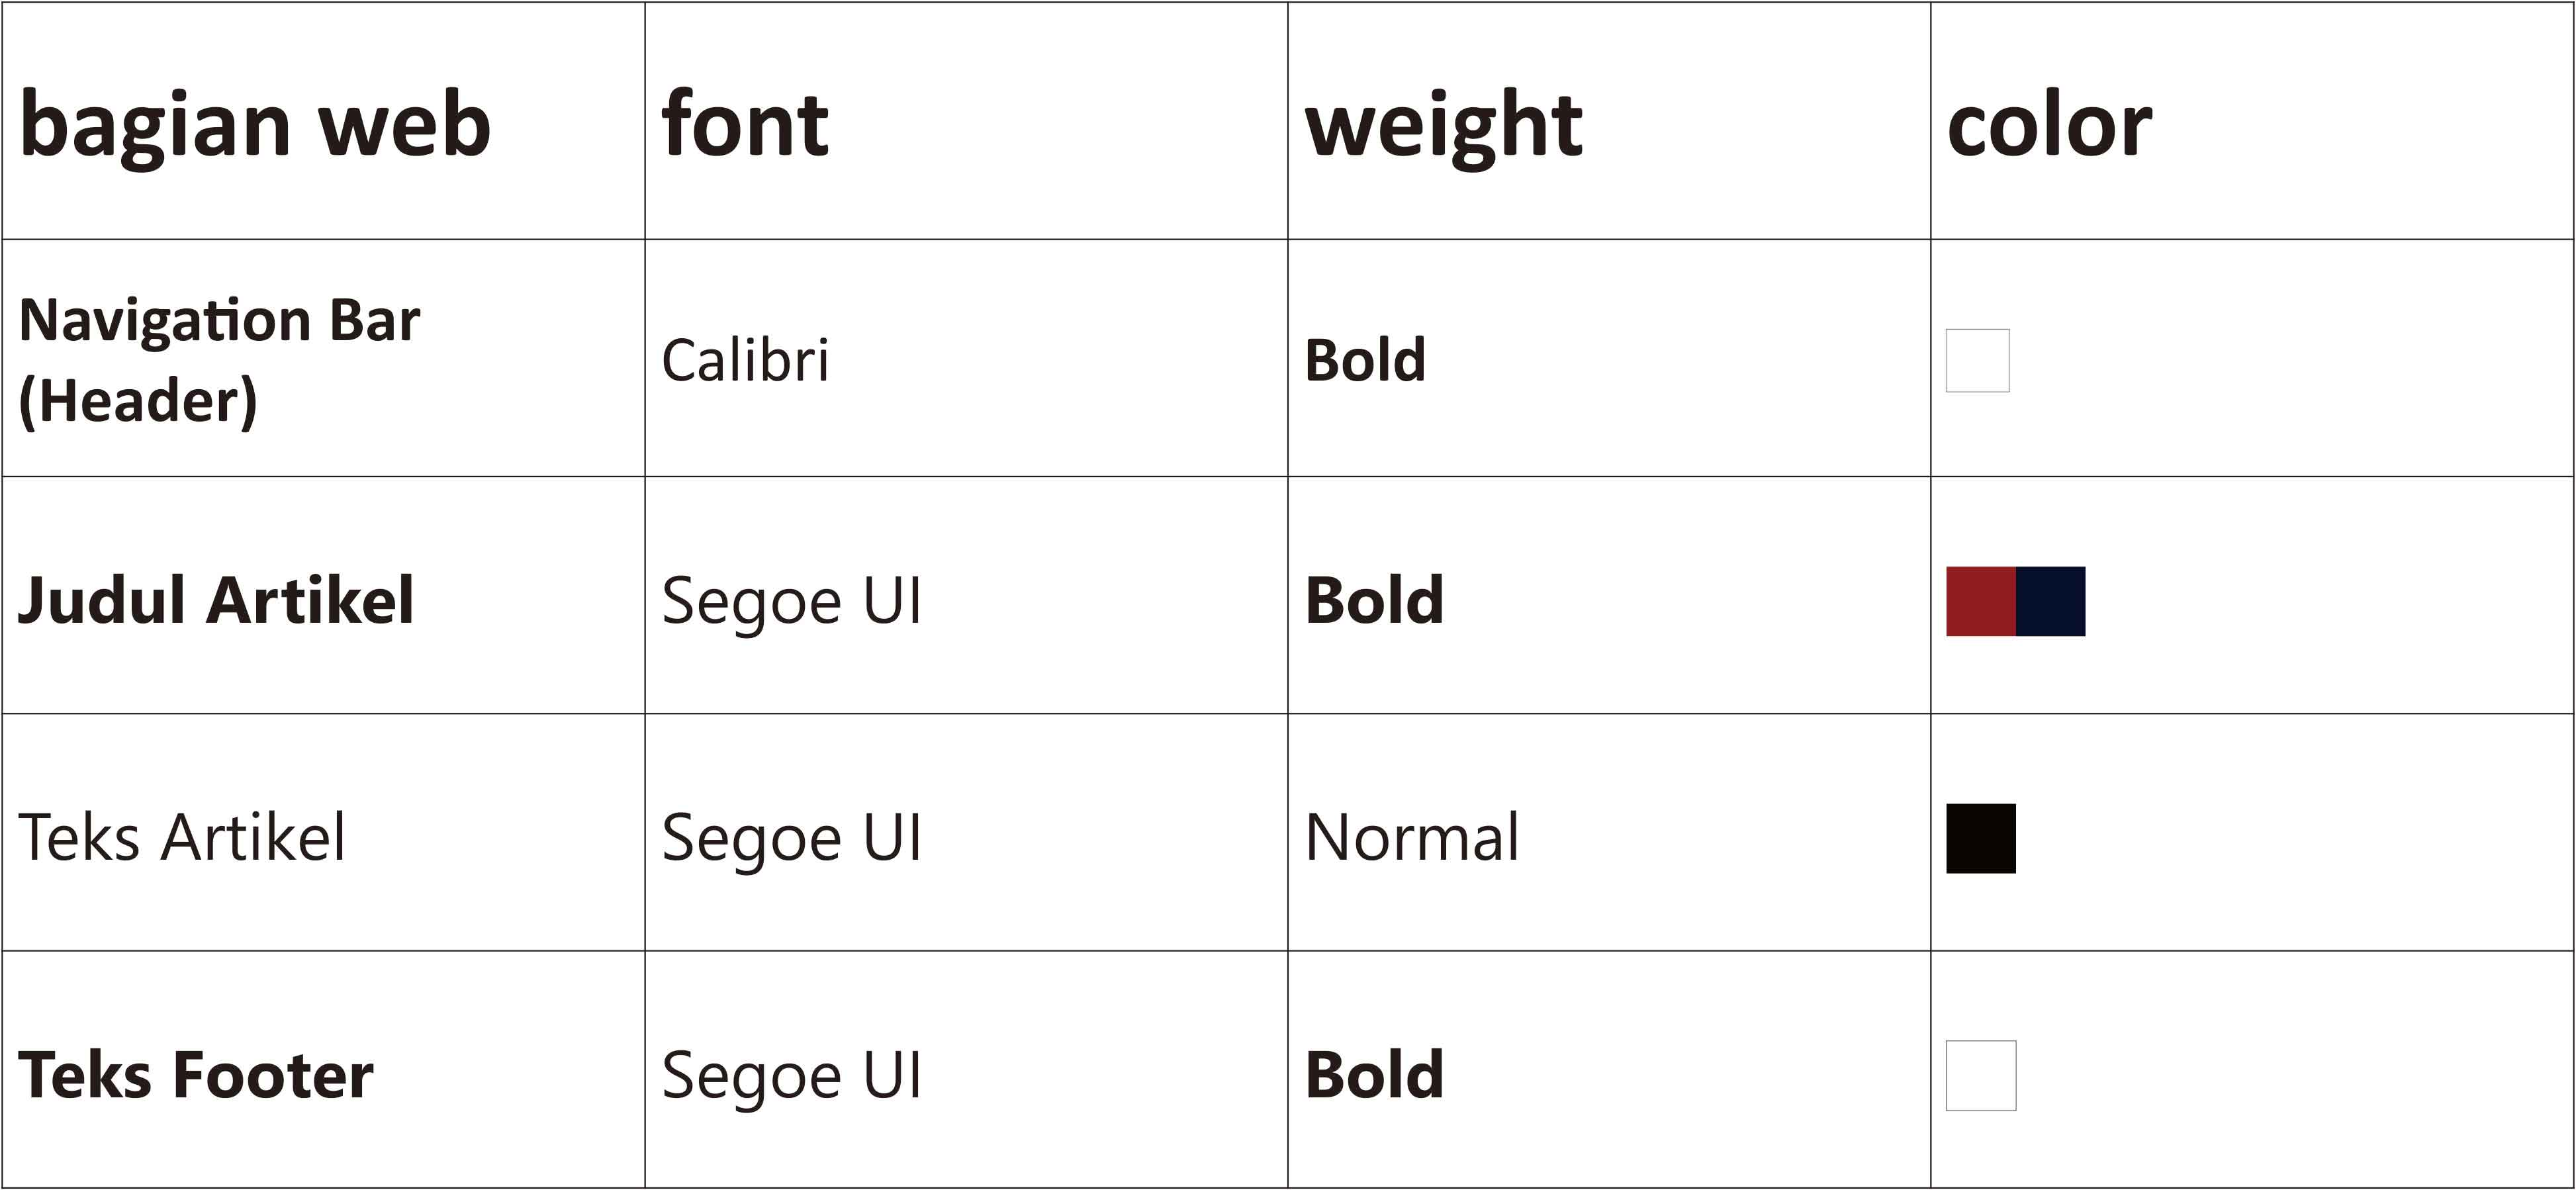 bagian web font weight color
Navigation Bar
(Header)
Calibri
Bold
Judul Artikel Segoe UI Bold
Teks Artikel Segoe UI Normal
Teks Footer Segoe UI Bold